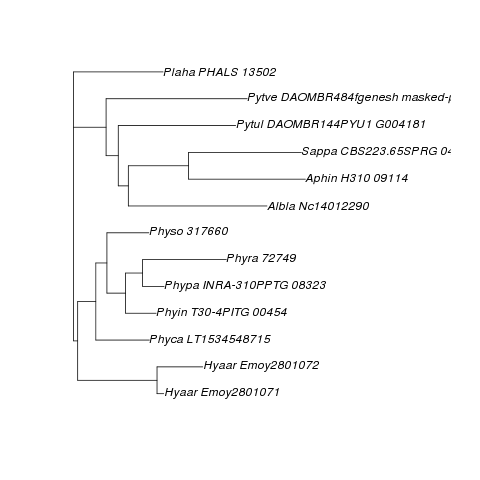 Plaha PHALS 13502
Pytve DAOMBR484fgenesh masked-
Pytul DAOMBR144PYU1 G004181
Sappa CBS223.65SPRG 04
Aphin H310 09114
Albla Nc14012290
Physo 317660
Phyra 72749
Phypa INRA-310PPTG 08323
Phyin T30-4PITG 00454
Phyca LT1534548715
Hyaar Emoy2801072
Hyaar Emoy2801071